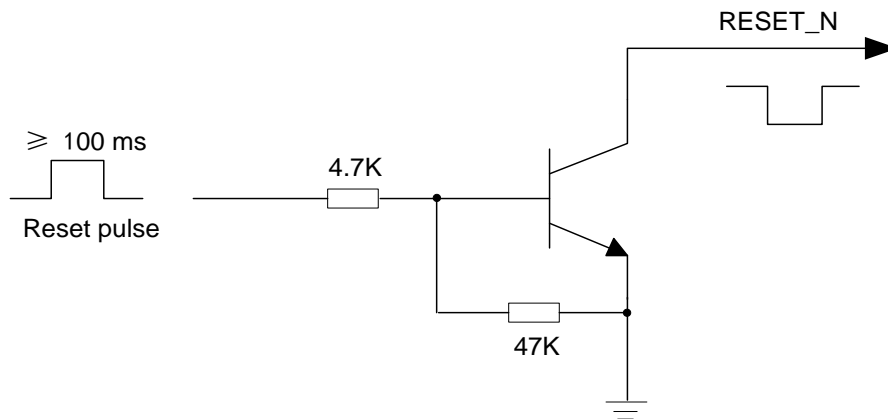 RESET_N
≥ 100 ms
4.7K
Reset pulse
47K